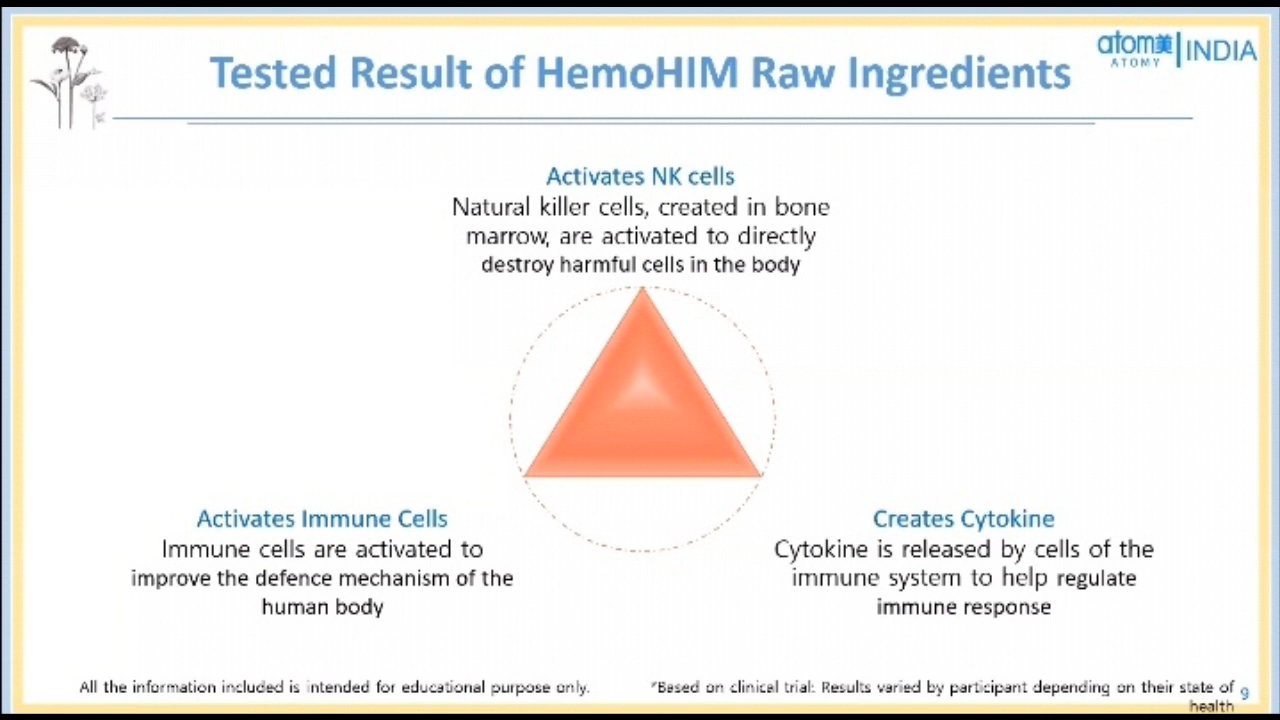 Tested Result of HemoHIM Raw Ingredients
atom美 | INDIA
ATOMY
Activates NK cells
Natural killer cells, created in bone
marrow, are activated to directly
destroy harmful cells in the body
Activates Immune Cells
Immune cells are activated to
improve the defence mechanism of the
human body
Creates Cytokine
Cytokine is released by cells of the
immune system to help regulate
immune response
All the information included is intended for educational purpose only.
*Based on clinical trial: Results varied by participant depending on their state of
health
9